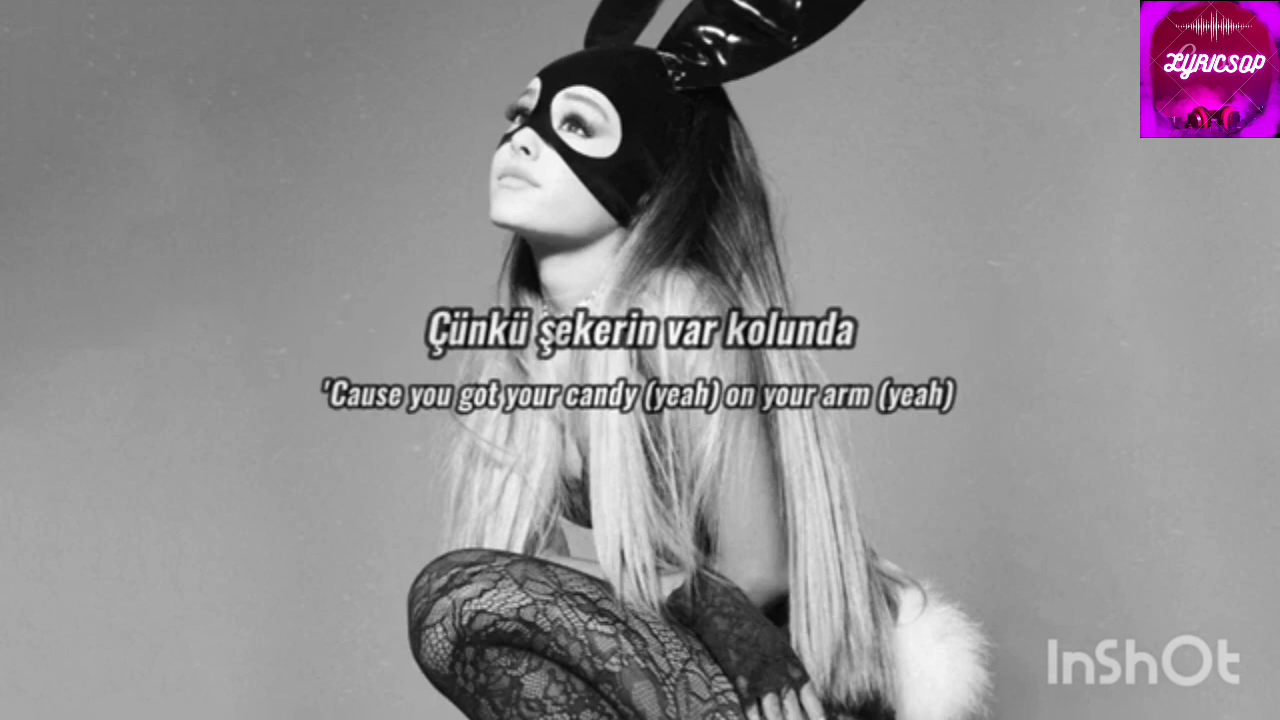 LYRICSOP
Çünkü şekerin var kolunda
'Cause you got your candy (yeah) on your arm (yeah)
InShOt